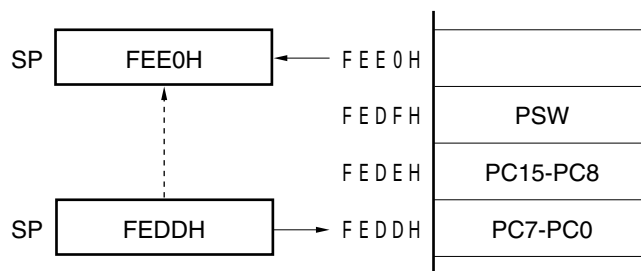 SP FEE0H FEE0H
FEDFH PSW
FEDEH PC15-PC8
SP FEDDH FEDDH PC7-PC0